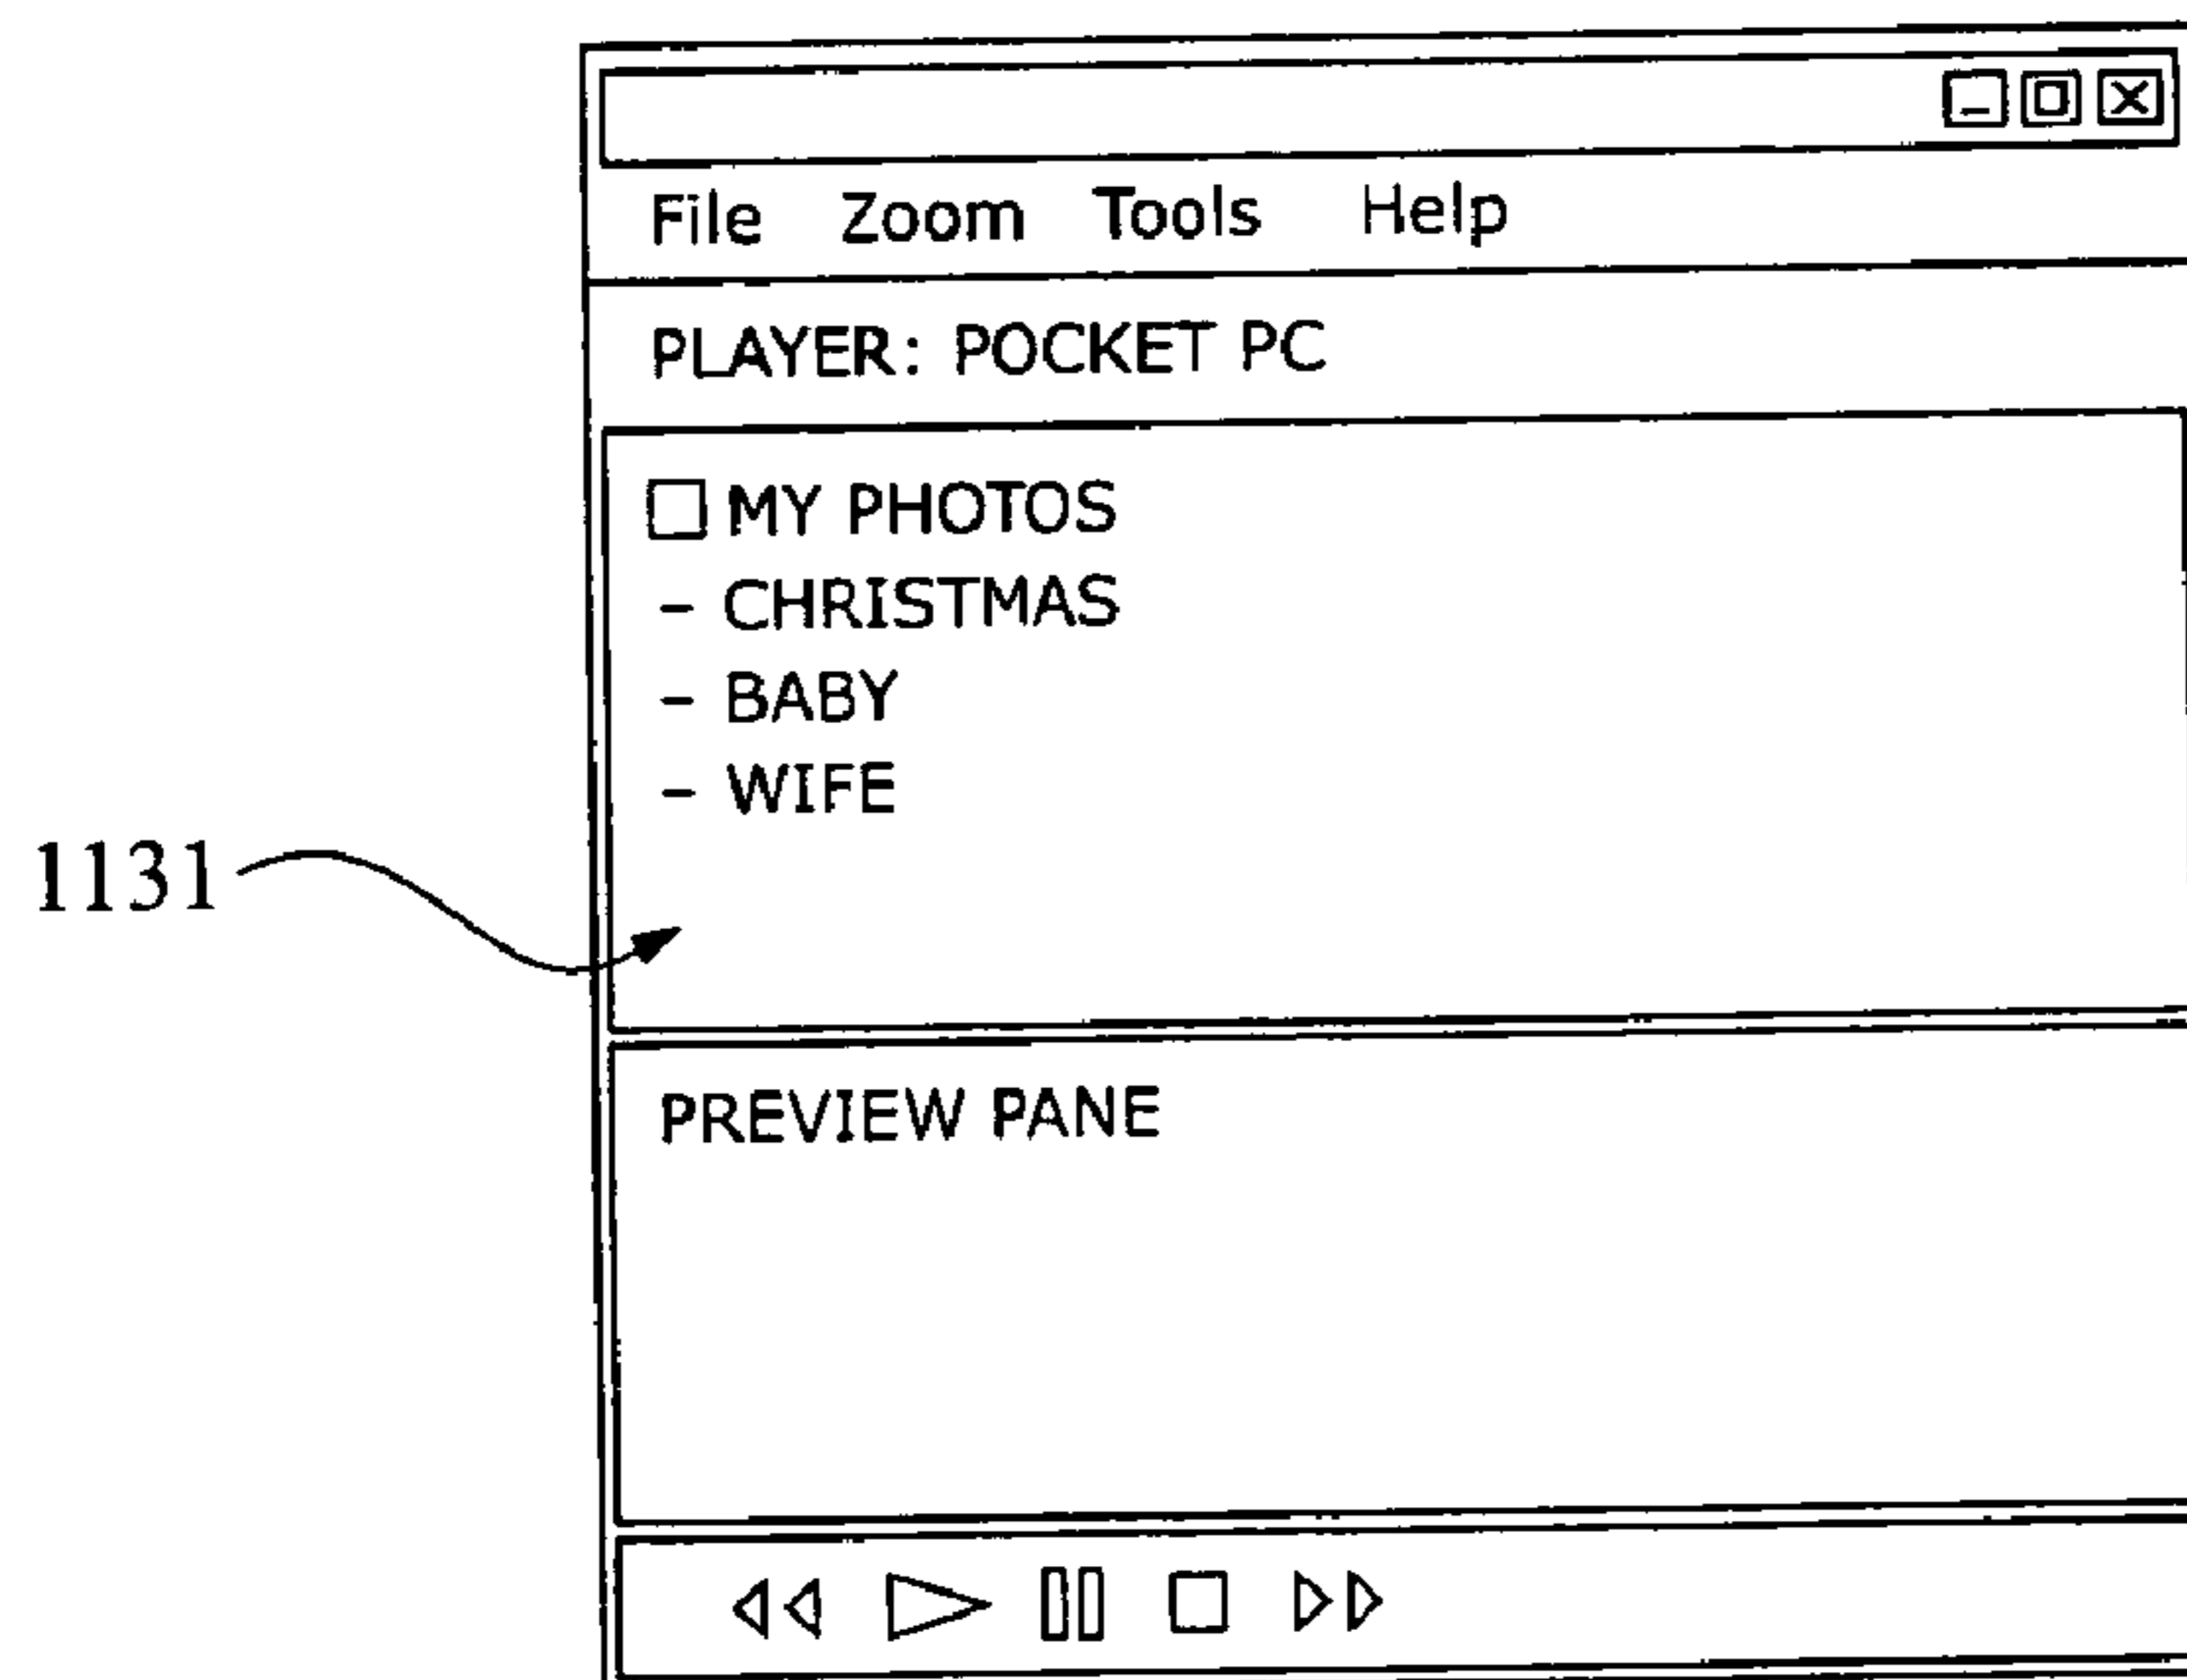 File Zoom Tools Help
PLAYER: POCKET PC
MY PHOTOS
- CHRISTMAS
- BABY
- WIFE
1131
PREVIEW PANE